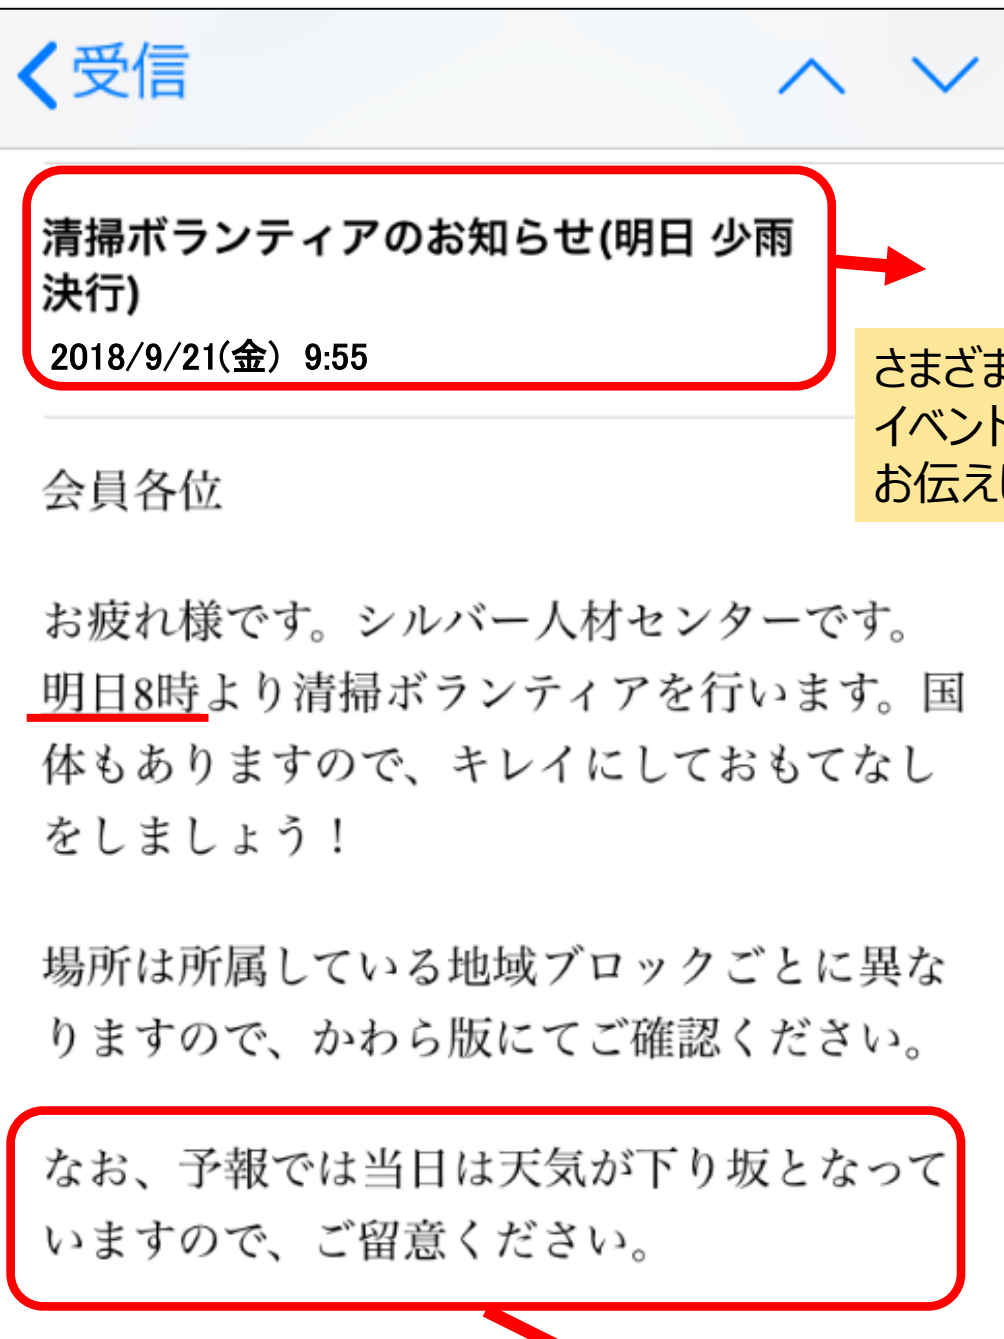 受信
清掃ボランティアのお知らせ(明日 少雨
決行)
2018/9/21(金) 9:55
さまざま
イベント
お伝え
会員各位
お疲れ様です。シルバー人材センターです。
明日8時より清掃ボランティアを行います。国
体もありますので、キレイにしておもてなし
をしましょう！
場所は所属している地域ブロックごとに異な
りますので、かわら版にてご確認ください。
なお、予報では当日は天気が下り坂となって
いますので、ご留意ください。